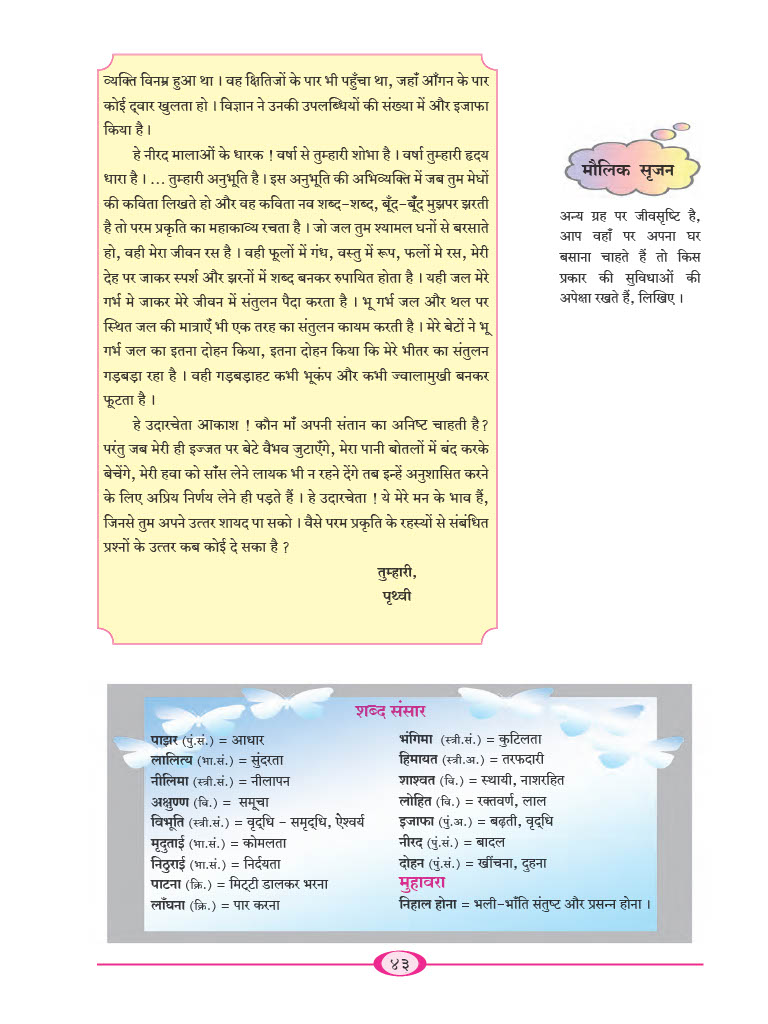 व्यक्ति विनम्र हुआ था । वह क्षितिजों के पार भी पहुँचा था, जहाँ आँगन के पार
कोई द्वार खुलता हो । विज्ञान ने उनकी उपलब्धियों की संख्या में और इजाफा
किया है ।
हे नीरद मालाओं के धारक ! वर्षा से तुम्हारी शोभा है । वर्षा तुम्हारी हृदय
धारा है । ... तुम्हारी अनुभूति है । इस अनुभूति की अभिव्यक्ति में जब तुम मेघों
की कविता लिखते हो और वह कविता नव शब्द-शब्द, बूँद-बूँद मुझपर झरती
है तो परम प्रकृति का महाकाव्य रचता है । जो जल तुम श्यामल घनों से बरसाते
हो, वही मेरा जीवन रस है । वही फूलों में गंध, वस्तु में रूप, फलों मे रस, मेरी
देह पर जाकर स्पर्श और झरनों में शब्द बनकर रुपायित होता है । यही जल मेरे
गर्भ मे जाकर मेरे जीवन में संतुलन पैदा करता है । भू गर्भ जल और थल पर
स्थित जल की मात्राएँ भी एक तरह का संतुलन कायम करती है । मेरे बेटों ने भू
गर्भ जल का इतना दोहन किया, इतना दोहन किया कि मेरे भीतर का संतुलन
गड़बड़ा रहा है । वही गड़बड़ाहट कभी भूकंप और कभी ज्वालामुखी बनकर
फूटता है ।
हे उदारचेता आकाश ! कौन माँ अपनी संतान का अनिष्ट चाहती है?
परंतु जब मेरी ही इज्जत पर बेटे वैभव जुटाएँगे, मेरा पानी बोतलों में बंद करके
बेचेंगे, मेरी हवा को साँस लेने लायक भी न रहने देंगे तब इन्हें अनुशासित करने
के लिए अप्रिय निर्णय लेने ही पड़ते हैं । हे उदारचेता ! ये मेरे मन के भाव हैं,
जिनसे तुम अपने उत्तर शायद पा सको । वैसे परम प्रकृति के रहस्यों से संबंधित
प्रश्नों के उत्तर कब कोई दे सका है ?
तुम्हारी,
पृथ्वी
मौलिक सृजन
अन्य ग्रह पर जीवसृष्टि है,
आप वहाँ पर अपना घर
बसाना चाहते हैं तो किस
प्रकार की सुविधाओं की
अपेक्षा रखते हैं, लिखिए ।
शब्द संसार
पाझर (पुं.सं.) = आधार
लालित्य (भा.सं.) = सुंदरता
नीलिमा (स्त्री.सं.) = नीलापन
अक्षुण्ण (वि.) = समूचा
विभूति (स्त्री.सं.) = वृद्धि - समृद्धि, ऐश्वर्य
मृदुताई (भा.सं.) = कोमलता
निठुराई (भा.सं.) = निर्दयता
पाटना (क्रि.) = मिट्टी डालकर भरना
लाँघना (क्रि.) = पार करना
भंगिमा (स्त्री.सं.) = कुटिलता
हिमायत (स्त्री.अ.) = तरफदारी
शाश्वत (वि.) = स्थायी, नाशरहित
लोहित (वि.) = रक्तवर्ण, लाल
इजाफा (पुं.अ.) = बढ़ती, वृद्धि
नीरद (पुं.सं.) = बादल
दोहन (पुं.सं.) = खींचना, दुहना
मुहावरा
निहाल होना = भली-भाँति संतुष्ट और प्रसन्न होना ।
४३